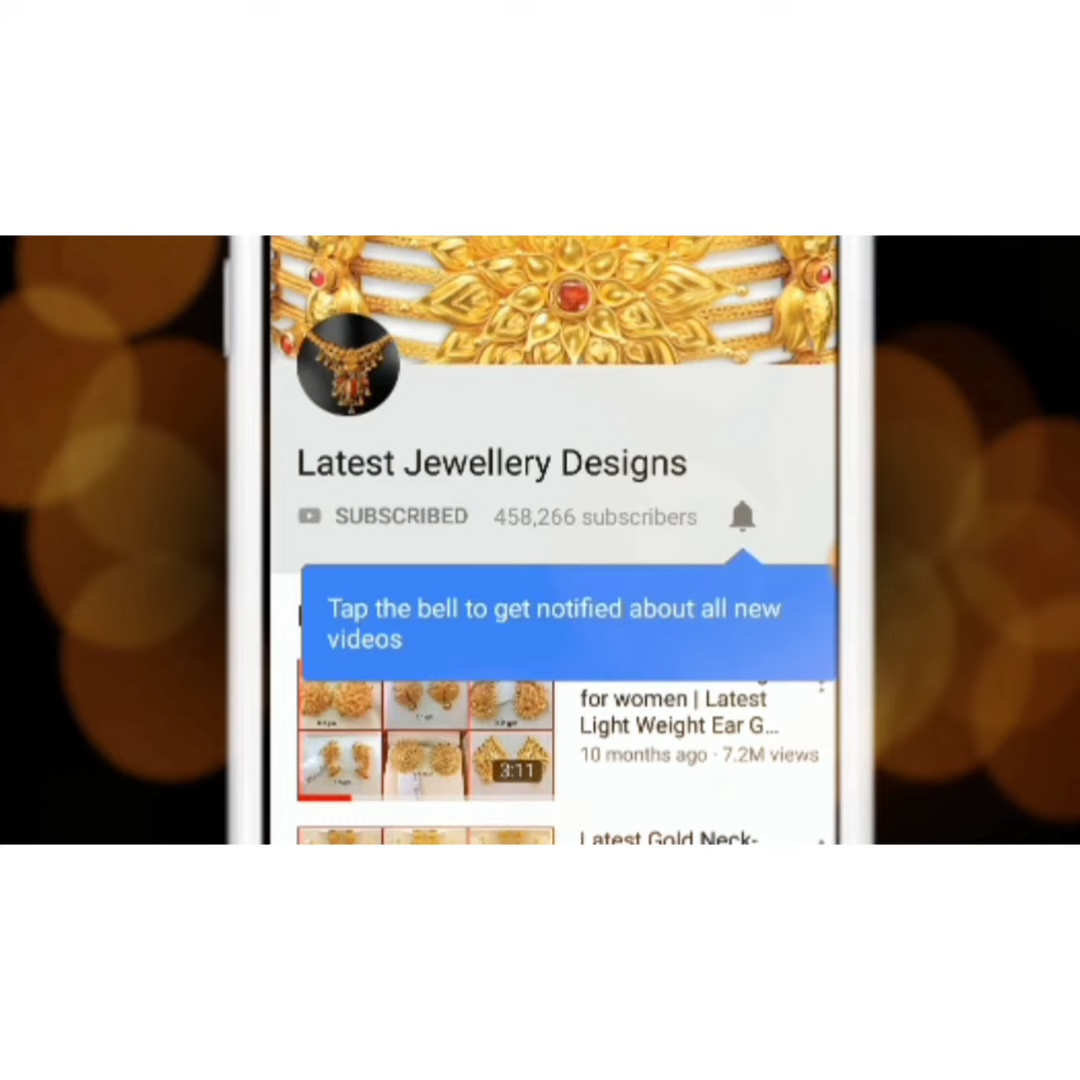 Latest Jewellery Designs
SUBSCRIBED 458,266 subscribers
Tap the bell to get notified about all new
videos
for women | Latest
Light Weight Ear G...
10 months ago · 7.2M views
3:11
Latest Gold Neck-